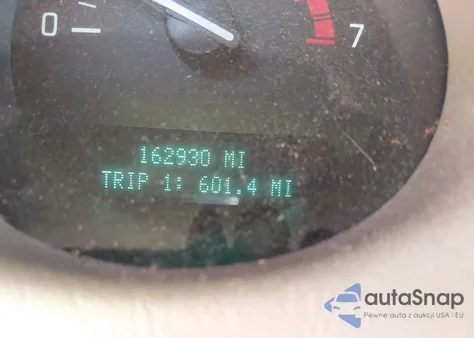 0 7
162930 MI
TRIP 1: 601.4 MI
autaSnap
Pewne auta z aukcji USA i EU